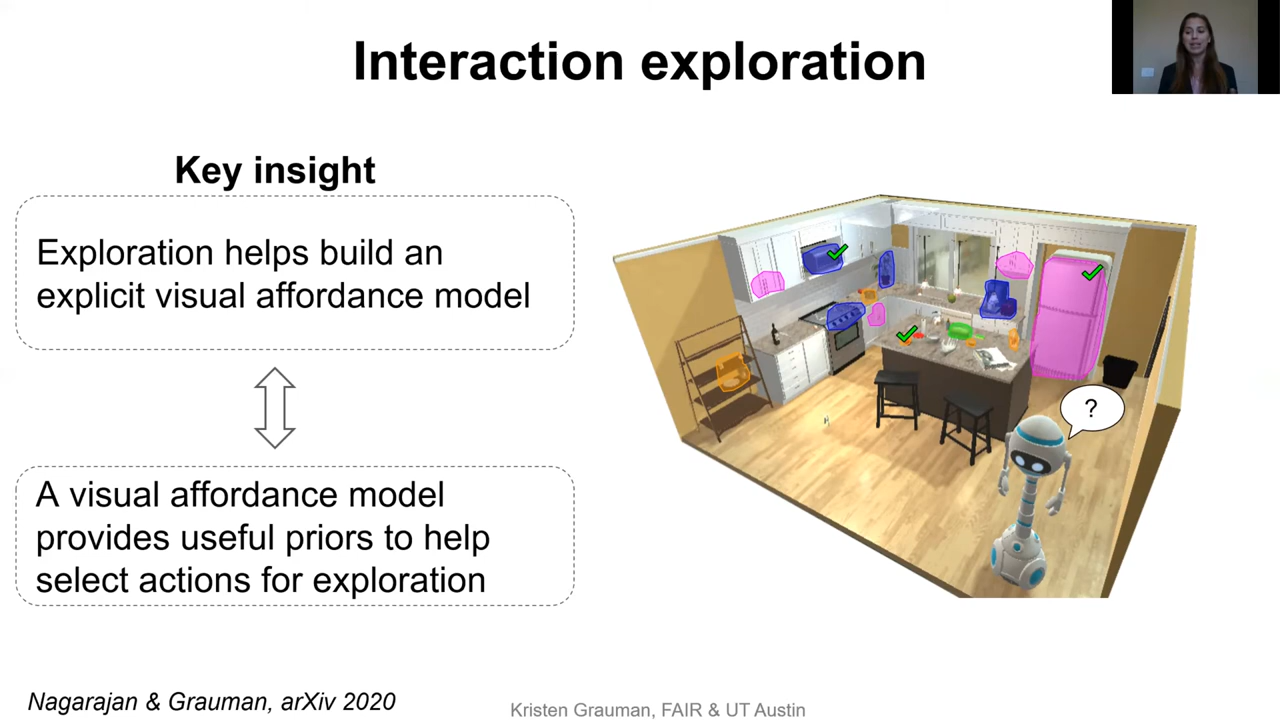 Interaction exploration
Key insight
Exploration helps build an
explicit visual affordance model
A visual affordance model
provides useful priors to help
select actions for exploration
?
Nagarajan & Grauman, arXiv 2020
Kristen Grauman, FAIR & UT Austin